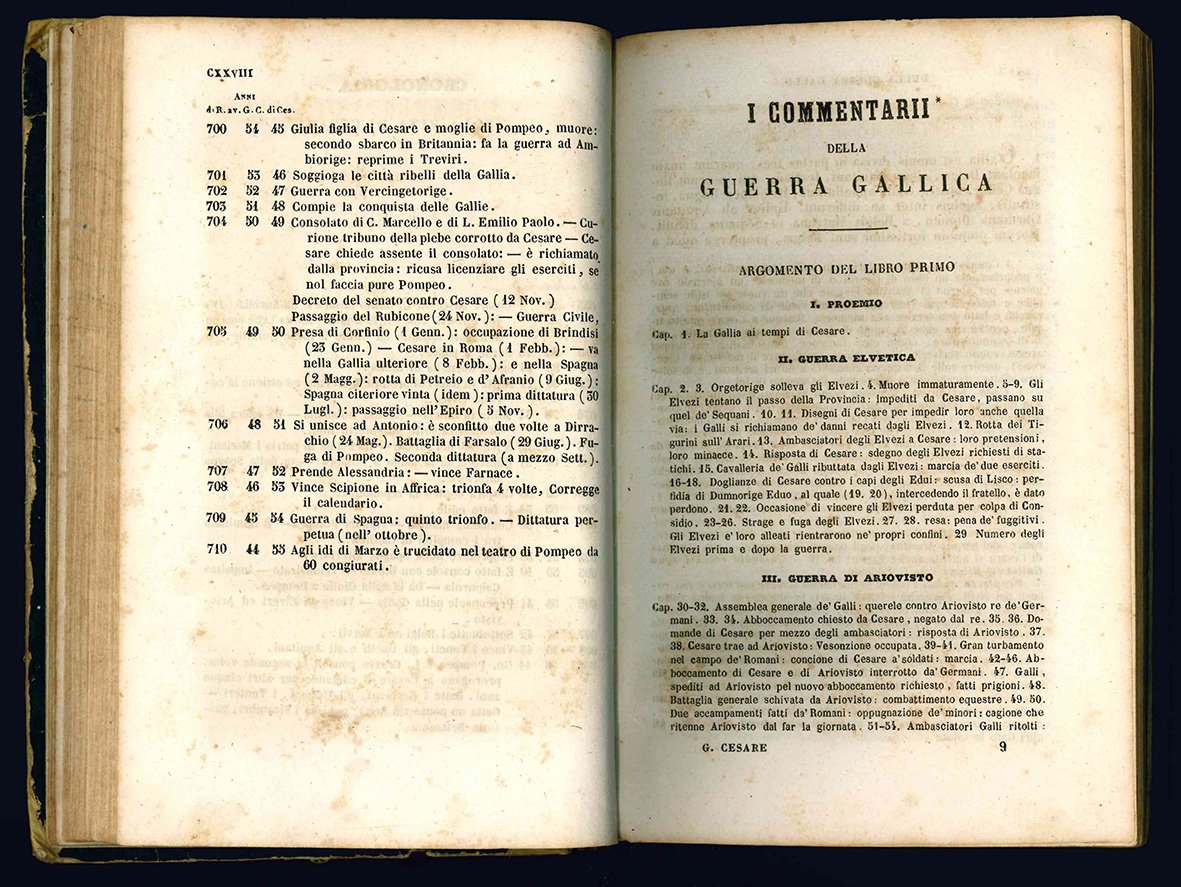 CXXVIII
ANNI
d.R. av. G. C. di Ces.
700 54 45 Giulia figlia di Cesare e moglie di Pompeo, muore:
secondo sbarco in Britannia: fa la guerra ad Am-
biorige: reprime i Treviri.
701 53 46 Soggioga le città ribelli della Gallia.
702 52 47 Guerra con Vercingetorige.
703 51 48 Compie la conquista delle Gallie.
704 50 49 Consolato di C. Marcello e di L. Emilio Paolo. — Cu-
rione tribuno della plebe corrotto da Cesare — Ce-
sare chiede assente il consolato: — è richiamato
dalla provincia: ricusa licenziare gli eserciti, se
nol faccia pure Pompeo.
Decreto del senato contro Cesare (12 Nov.)
Passaggio del Rubicone (24 Nov.): — Guerra Civile,
705 49 50 Presa di Corfinio (1 Genn.): occupazione di Brindisi
(23 Genn.) — Cesare in Roma (1 Febb.): — va
nella Gallia ulteriore (8 Febb.): e nella Spagna
(2 Magg.): rotta di Petreio e d'Afranio (9 Giug.):
Spagna citeriore vinta (idem): prima dittatura (30
Lugl.): passaggio nell'Epiro (5 Nov.).
706 48 51 Si unisce ad Antonio: è sconfitto due volte a Dirra-
chio (24 Mag.). Battaglia di Farsalo (29 Giug.). Fu-
ga di Pompeo. Seconda dittatura (a mezzo Sett.).
707 47 52 Prende Alessandria: — vince Farnace.
708 46 53 Vince Scipione in Affrica: trionfa 4 volte, Corregge
il calendario.
709 45 54 Guerra di Spagna: quinto trionfo. — Dittatura per-
petua (nell' ottobre).
710 44 55 Agli idi di Marzo è trucidato nel teatro di Pompeo da
60 congiurati.
I COMMENTARII*
DELLA
GUERRA GALLICA
ARGOMENTO DEL LIBRO PRIMO
I. PROEMIO
Cap. 1. La Gallia ai tempi di Cesare.
II. GUERRA ELVETICA
Cap. 2. 3. Orgetorige solleva gli Elvezi. 4. Muore immaturamente. 5-9. Gli
Elvezi tentano il passo della Provincia: impediti da Cesare, passano su
quel de' Sequani. 10. 11. Disegni di Cesare per impedir loro anche quella
via: i Galli si richiamano de' danni recati dagli Elvezi. 12. Rotta dei Ti-
gurini sull' Arari. 13. Ambasciatori degli Elvezi a Cesare: loro pretensioni,
loro minacce. 14. Risposta di Cesare: sdegno degli Elvezi richiesti di sta-
tichi. 15. Cavalleria de' Galli ributtata dagli Elvezi: marcia de' due eserciti.
16-18. Doglianze di Cesare contro i capi degli Edui: scusa di Lisco: per-
fidia di Dumnorige Eduo, al quale (19. 20), intercedendo il fratello, è dato
perdono. 21. 22. Occasione di vincere gli Elvezi perduta per colpa di Con-
sidio. 23-26. Strage e fuga degli Elvezi. 27. 28. resa: pena de' fuggitivi.
Gli Elvezi e' loro alleati rientrarono ne' propri confini. 29 Numero degli
Elvezi prima e dopo la guerra.
III. GUERRA DI ARIOVISTO
Cap. 30-32. Assemblea generale de' Galli: querele contro Ariovisto re de' Ger-
mani. 33. 34. Abboccamento chiesto da Cesare, negato dal re. 35. 36. Do-
mande di Cesare per mezzo degli ambasciatori: risposta di Ariovisto. 37.
38. Cesare trae ad Ariovisto: Vesonzione occupata. 39-41. Gran turbamento
nel campo de' Romani: concione di Cesare a' soldati: marcia. 42-46. Ab-
boccamento di Cesare e di Ariovisto interrotto da' Germani. 47. Galli,
spediti ad Ariovisto pel nuovo abboccamento richiesto, fatti prigioni. 48.
Battaglia generale schivata da Ariovisto: combattimento equestre. 49. 50.
Due accampamenti fatti da' Romani: oppugnazione de' minori: cagione che
ritenne Ariovisto dal far la giornata. 51-54. Ambasciatori Galli ritolti:
G. CESARE 9